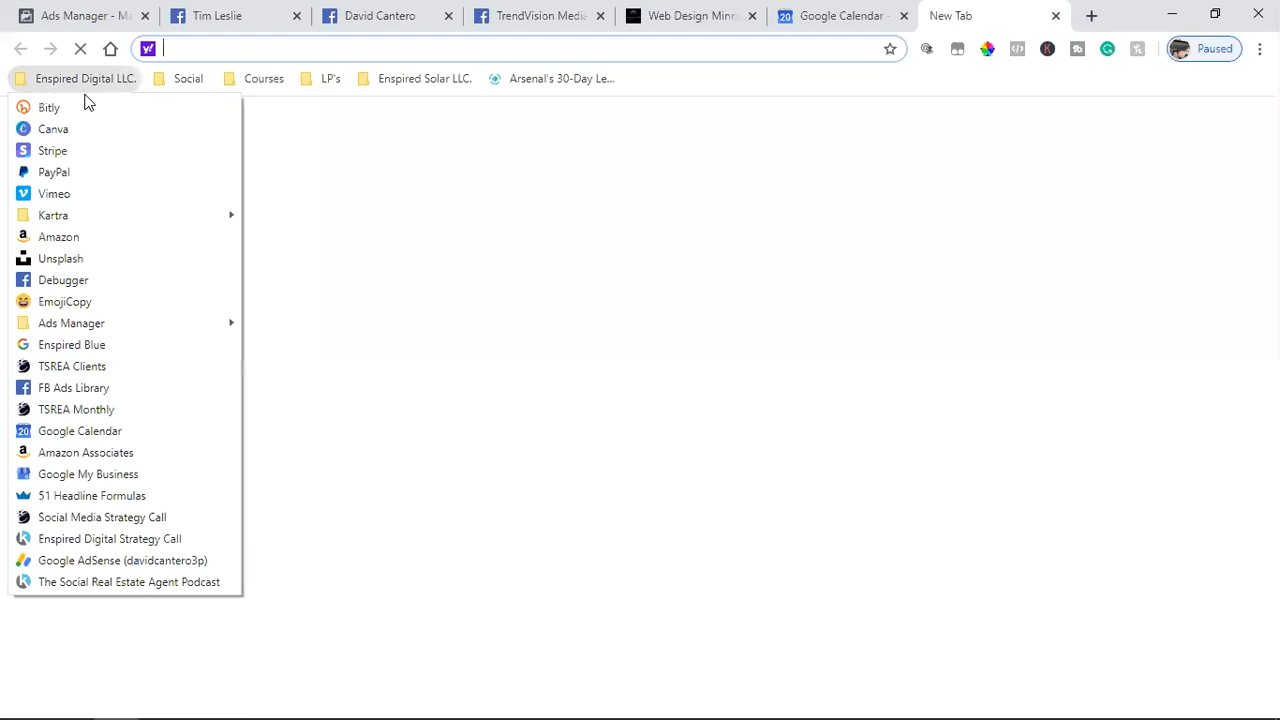 Ads Manager - Ma
Tim Leslie
David Cantero
TrendVision Media
Web Design Minne
Google Calendar -
New Tab
y!
Paused
Enspired Digital LLC.
Social
Courses
LP's
Enspired Solar LLC.
Arsenal's 30-Day Le...
Bitly
Canva
Stripe
PayPal
Vimeo
Kartra
Amazon
Unsplash
Debugger
EmojiCopy
Ads Manager
Enspired Blue
TSREA Clients
FB Ads Library
TSREA Monthly
Google Calendar
Amazon Associates
Google My Business
51 Headline Formulas
Social Media Strategy Call
Enspired Digital Strategy Call
Google AdSense (davidcantero3p)
The Social Real Estate Agent Podcast